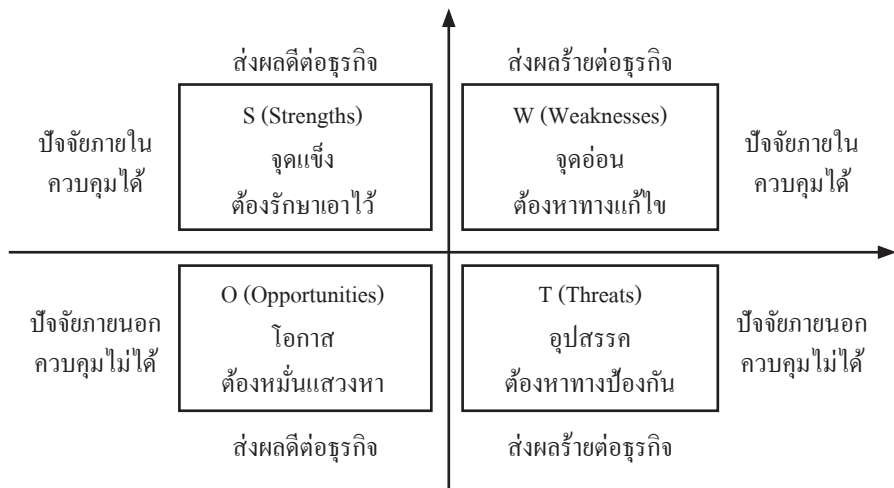 ส่งผลดีต่อธุรกิจ
ส่งผลร้ายต่อธุรกิจ
ปัจจัยภายใน
ควบคุมได้
S (Strengths)
จุดแข็ง
ต้องรักษาเอาไว้
W (Weaknesses)
จุดอ่อน
ต้องหาทางแก้ไข
ปัจจัยภายใน
ควบคุมได้
ปัจจัยภายนอก
ควบคุมไม่ได้
O (Opportunities)
โอกาส
ต้องหมั่นแสวงหา
T (Threats)
อุปสรรค
ต้องหาทางป้องกัน
ปัจจัยภายนอก
ควบคุมไม่ได้
ส่งผลดีต่อธุรกิจ
ส่งผลร้ายต่อธุรกิจ